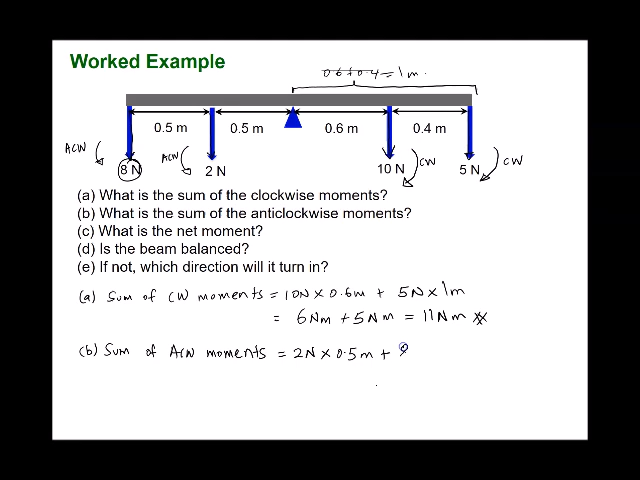 Worked Example
0.6+0.4=1m.
0.5 m 0.5 m 0.6 m 0.4 m
ACW ACW CW CW
8 N 2 N 10 N 5 N
(a) What is the sum of the clockwise moments?
(b) What is the sum of the anticlockwise moments?
(c) What is the net moment?
(d) Is the beam balanced?
(e) If not, which direction will it turn in?
(a) Sum of CW moments = 10N × 0.6m + 5N × 1m
= 6Nm + 5Nm = 11Nm
(b) Sum of ACW moments = 2N × 0.5m +